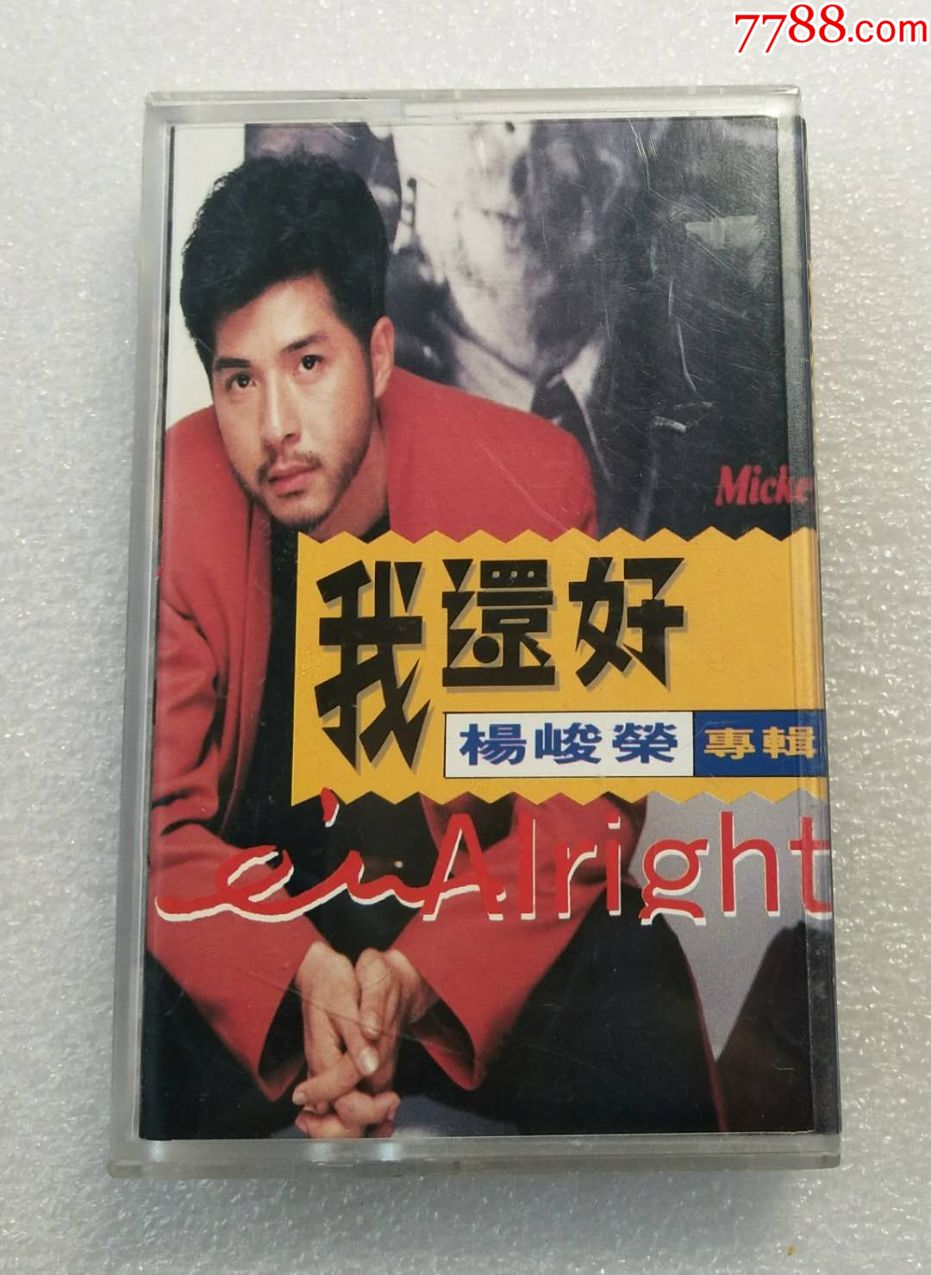 7788.com
Micke
我還好
楊峻榮 專輯
I'm Alright